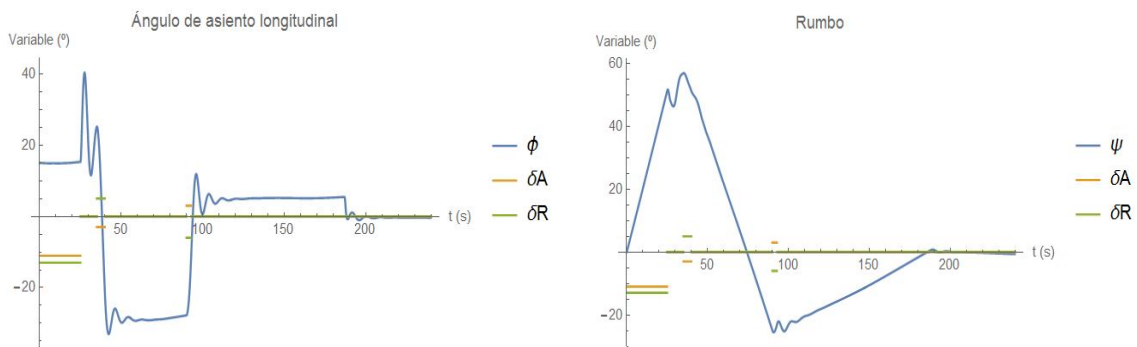 Ángulo de asiento longitudinal
Variable (º)
40
20
−20
50
100
150
200
t (s)
ϕ
δA
δR
Rumbo
Variable (º)
60
40
20
−20
50
100
150
200
t (s)
ψ
δA
δR